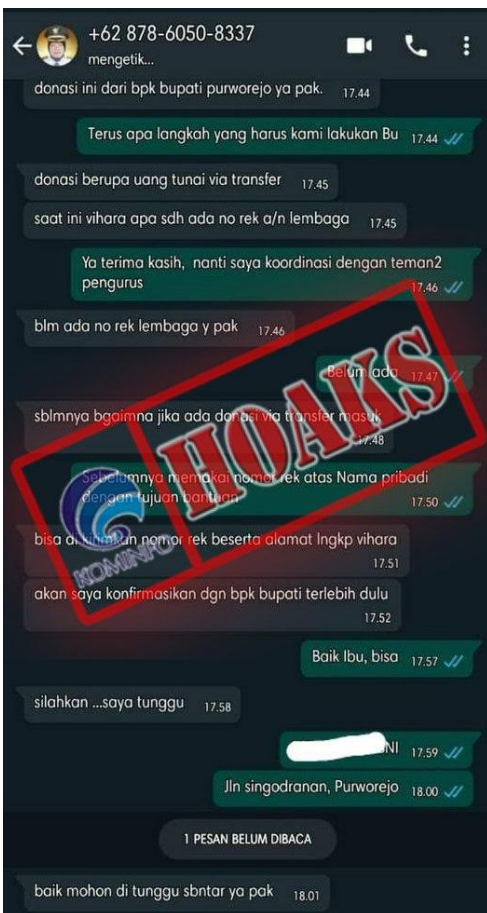 +62 878-6050-8337
mengetik...
donasi ini dari bpk bupati purworejo ya pak. 17.44
Terus apa langkah yang harus kami lakukan Bu 17.44
donasi berupa uang tunai via transfer 17.45
saat ini vihara apa sdh ada no rek a/n lembaga 17.45
Ya terima kasih, nanti saya koordinasi dengan teman2
pengurus
17.46
blm ada no rek lembaga y pak 17.46
Belum ada 17.47
sblmnya bgaimna jika ada donasi via transfer masuk
17.48
Sebelumnya memakai nomor rek atas Nama pribadi
dengan tujuan bantuan
17.50
HOAKS
KOMINFO
bisa di kirimkan nomor rek beserta alamat lngkp vihara
17.51
akan saya konfirmasikan dgn bpk bupati terlebih dulu
17.52
Baik Ibu, bisa 17.57
silahkan ...saya tunggu 17.58
NI 17.59
Jln singodranan, Purworejo 18.00
1 PESAN BELUM DIBACA
baik mohon di tunggu sbntar ya pak 18.01